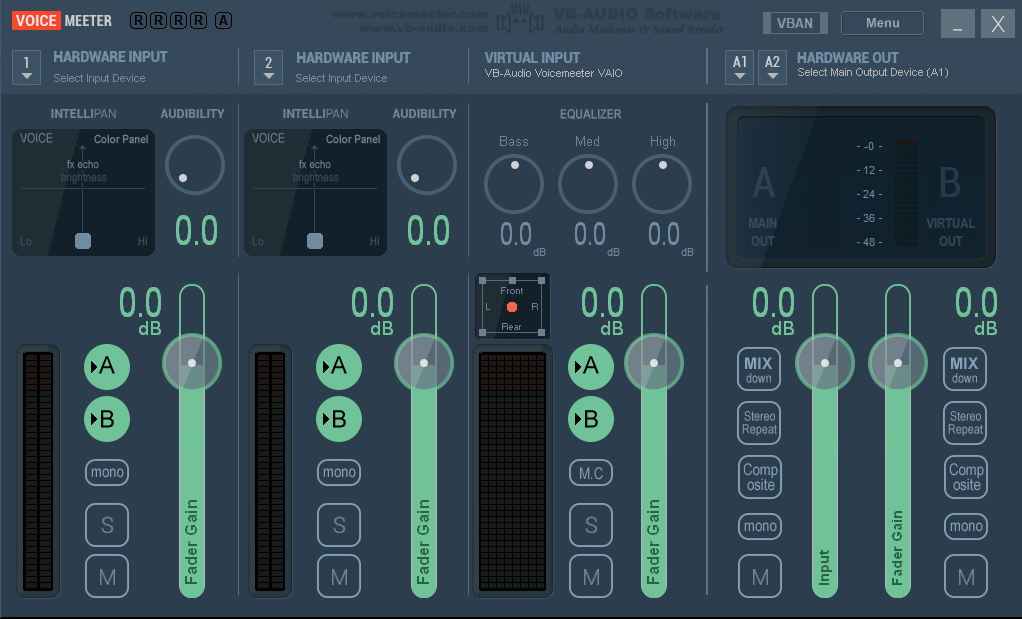 VOICE MEETER R R R R A
www.voicemeeter.com
www.vb-audio.com
VB-AUDIO Software
Audio Mechanic & Sound Breeder
VBAN
Menu
_ X
1
HARDWARE INPUT
Select Input Device
2
HARDWARE INPUT
Select Input Device
VIRTUAL INPUT
VB-Audio Voicemeeter VAIO
A1 A2
HARDWARE OUT
Select Main Output Device (A1)
INTELLIPAN
AUDIBILITY
VOICE
Color Panel
fx echo
brightness
Lo Hi
0.0
INTELLIPAN
AUDIBILITY
VOICE
Color Panel
fx echo
brightness
Lo Hi
0.0
EQUALIZER
Bass Med High
0.0 0.0 0.0
dB dB dB
A
MAIN
OUT
- -0 -
- -12 -
- -24 -
- -36 -
- -48 -
B
VIRTUAL
OUT
0.0
dB
A
B
mono
S
M
Fader Gain
0.0
dB
A
B
mono
S
M
Fader Gain
Front
L R
Rear
0.0
dB
A
B
M.C
S
M
Fader Gain
0.0
dB
MIX
down
Stereo
Repeat
Comp
osite
mono
M
Input
Fader Gain
0.0
dB
MIX
down
Stereo
Repeat
Comp
osite
mono
M